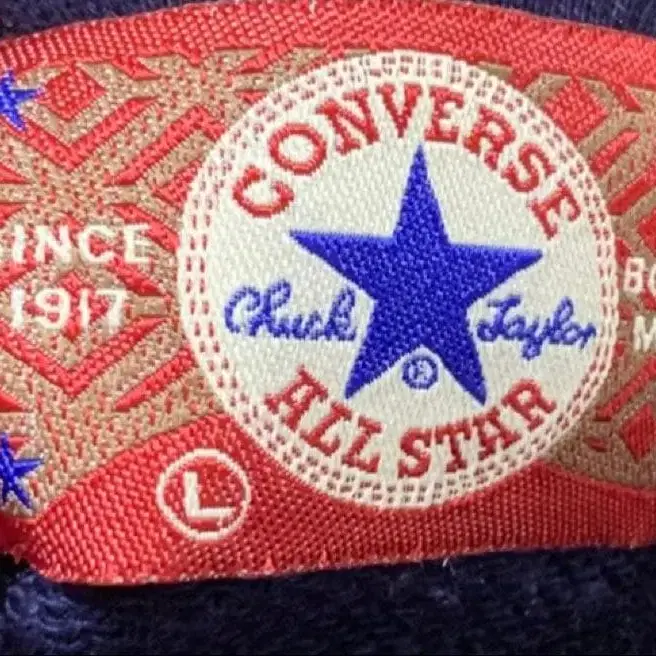 CONVERSE
SINCE
1917
Chuck Taylor
®
ALL STAR
L